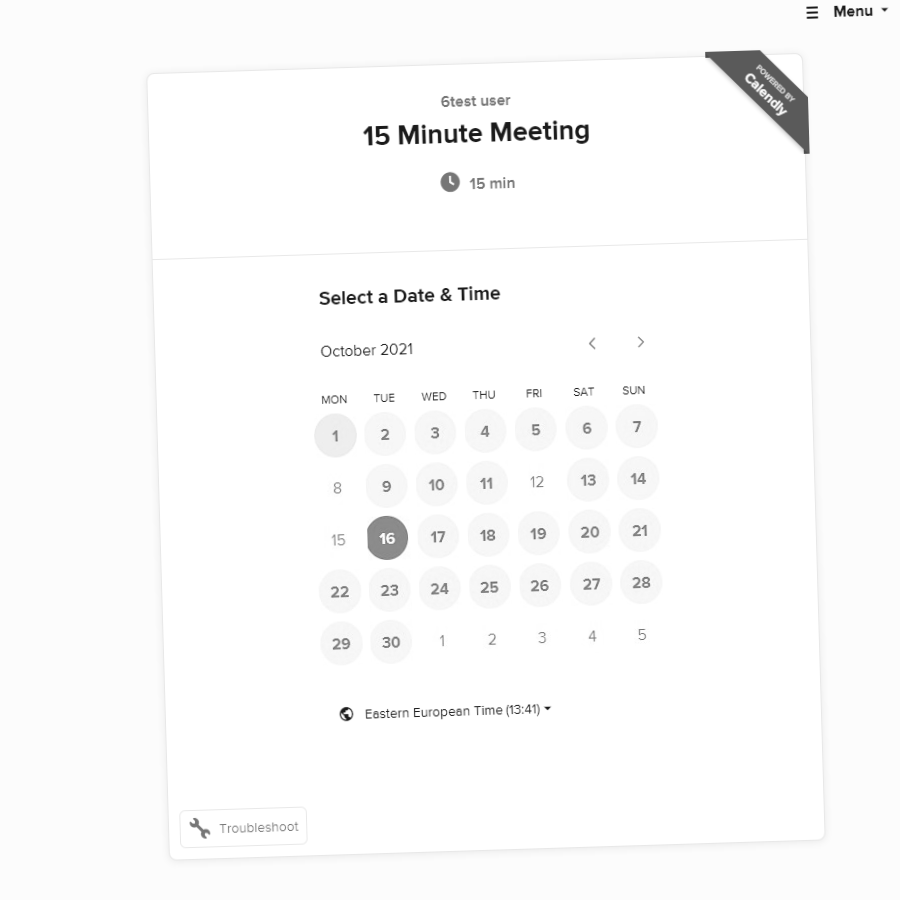 Menu
POWERED BY
Calendly
6test user
15 Minute Meeting
15 min
Select a Date & Time
October 2021
MON TUE WED THU FRI SAT SUN
1 2 3 4 5 6 7
8 9 10 11 12 13 14
15 16 17 18 19 20 21
22 23 24 25 26 27 28
29 30 1 2 3 4 5
Eastern European Time (13:41)
Troubleshoot